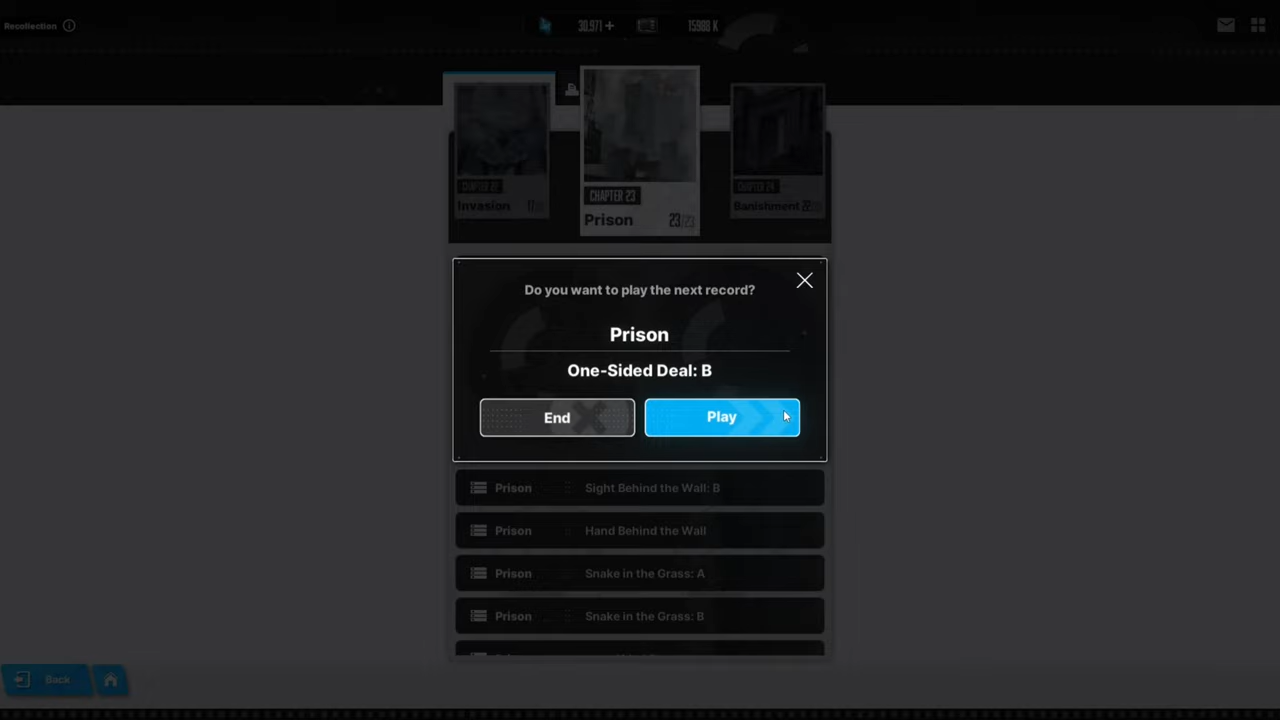 Recollection
30,971 +
15988 K
CHAPTER 22
Invasion
CHAPTER 23
Prison 23/23
CHAPTER 24
Banishment
Do you want to play the next record?
Prison
One-Sided Deal: B
End
Play
Prison Sight Behind the Wall: B
Prison Hand Behind the Wall
Prison Snake in the Grass: A
Prison Snake in the Grass: B
Back